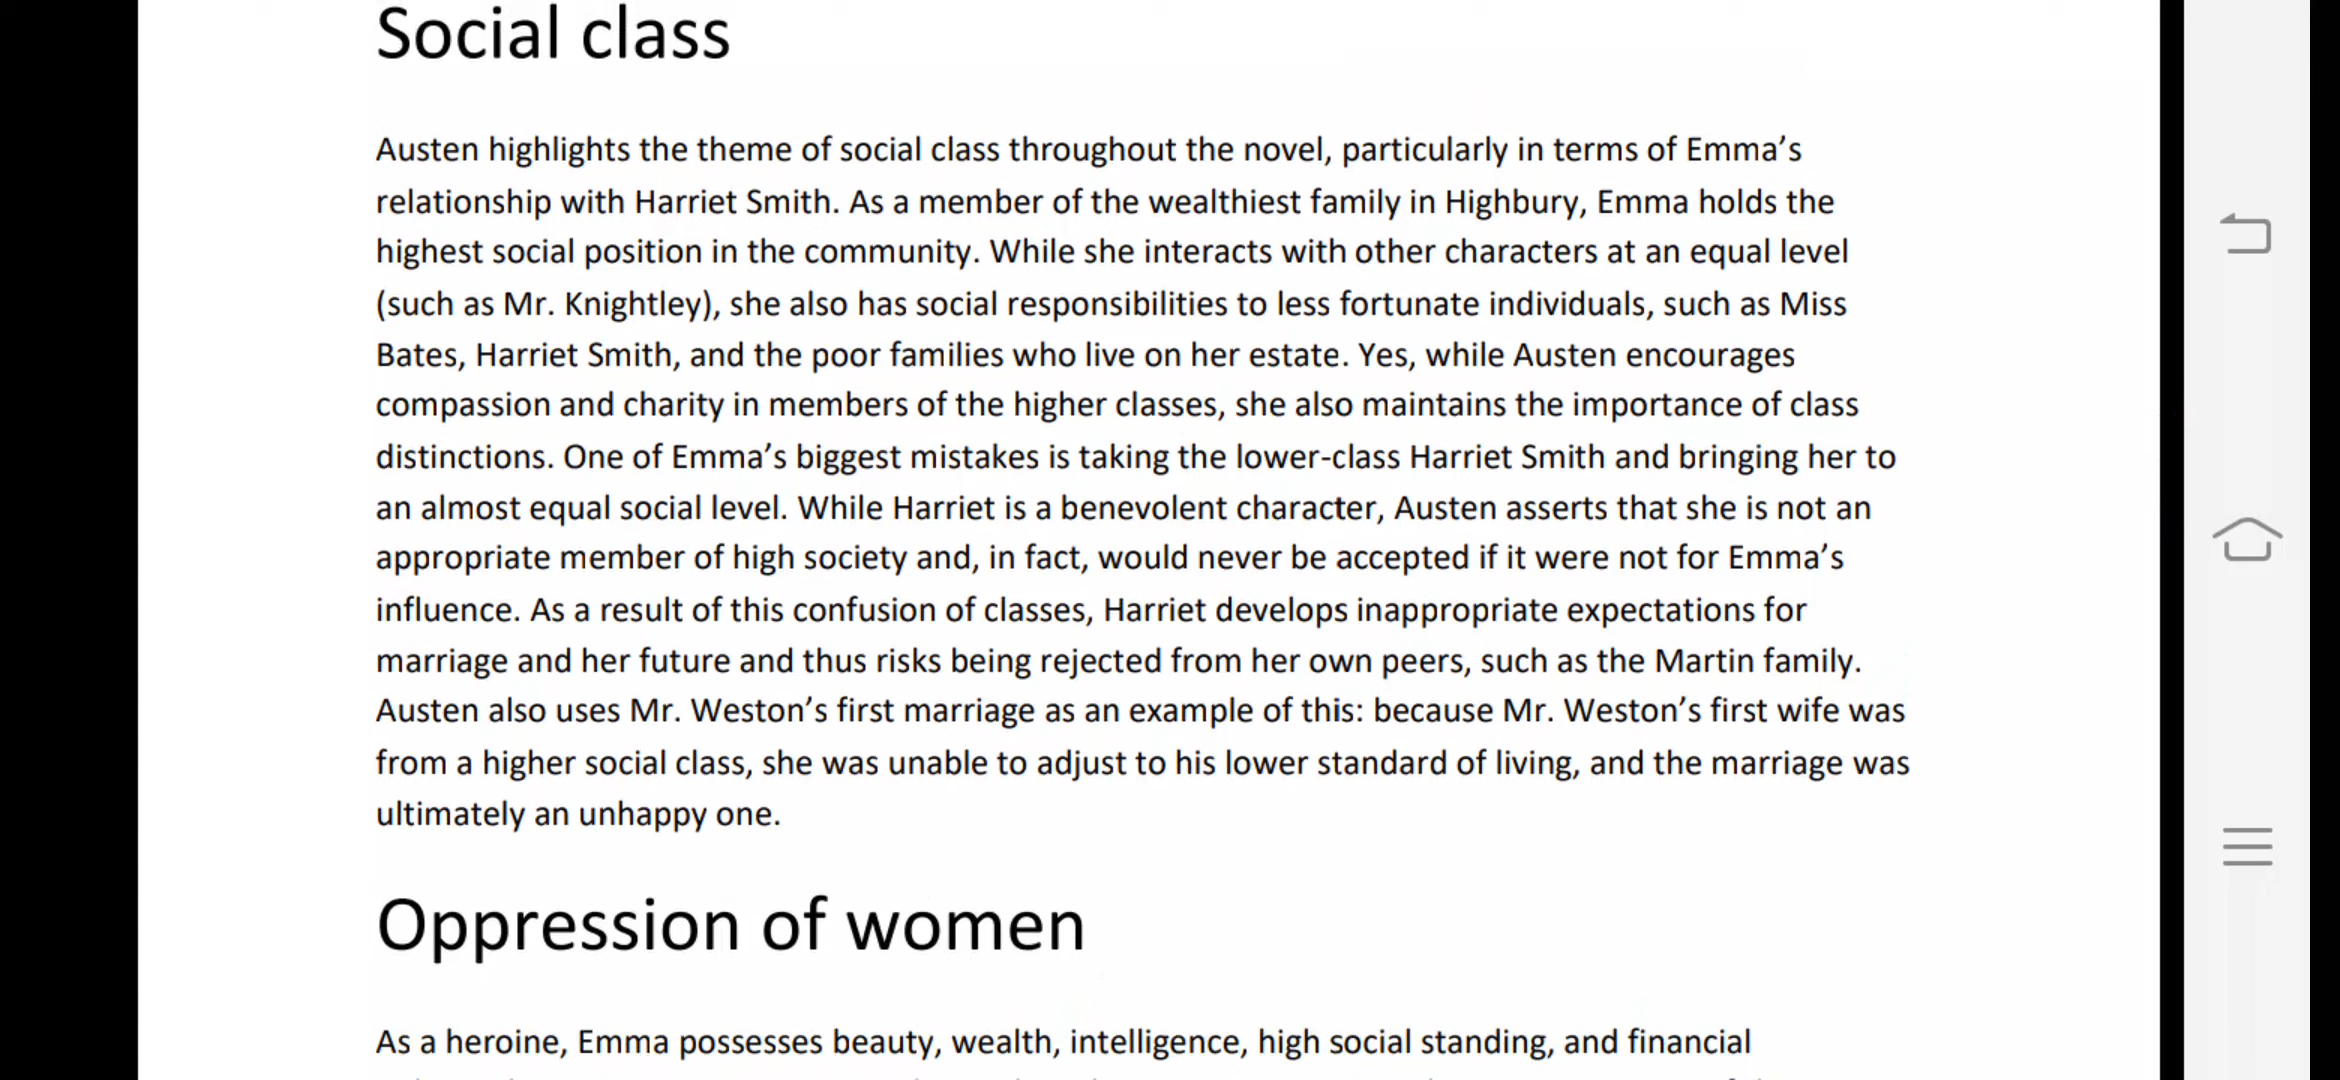 Social class
Austen highlights the theme of social class throughout the novel, particularly in terms of Emma’s
relationship with Harriet Smith. As a member of the wealthiest family in Highbury, Emma holds the
highest social position in the community. While she interacts with other characters at an equal level
(such as Mr. Knightley), she also has social responsibilities to less fortunate individuals, such as Miss
Bates, Harriet Smith, and the poor families who live on her estate. Yes, while Austen encourages
compassion and charity in members of the higher classes, she also maintains the importance of class
distinctions. One of Emma’s biggest mistakes is taking the lower-class Harriet Smith and bringing her to
an almost equal social level. While Harriet is a benevolent character, Austen asserts that she is not an
appropriate member of high society and, in fact, would never be accepted if it were not for Emma’s
influence. As a result of this confusion of classes, Harriet develops inappropriate expectations for
marriage and her future and thus risks being rejected from her own peers, such as the Martin family.
Austen also uses Mr. Weston’s first marriage as an example of this: because Mr. Weston’s first wife was
from a higher social class, she was unable to adjust to his lower standard of living, and the marriage was
ultimately an unhappy one.
Oppression of women
As a heroine, Emma possesses beauty, wealth, intelligence, high social standing, and financial